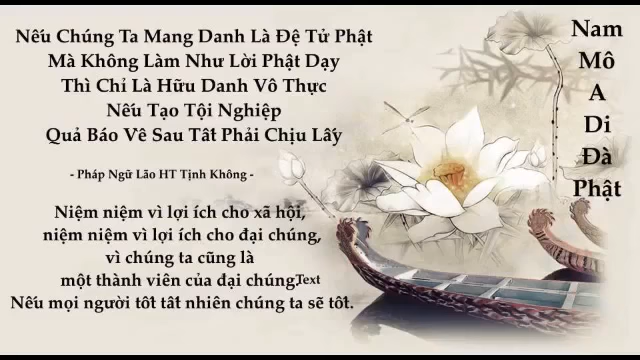 Nếu Chúng Ta Mang Danh Là Đệ Tử Phật
Mà Không Làm Như Lời Phật Dạy
Thì Chỉ Là Hữu Danh Vô Thực
Nếu Tạo Tội Nghiệp
Quả Báo Về Sau Tất Phải Chịu Lấy
- Pháp Ngữ Lão HT Tịnh Không -
Niệm niệm vì lợi ích cho xã hội,
niệm niệm vì lợi ích cho đại chúng,
vì chúng ta cũng là
một thành viên của đại chúng.
Text
Nếu mọi người tốt tất nhiên chúng ta sẽ tốt.
Nam
Mô
A
Di
Đà
Phật